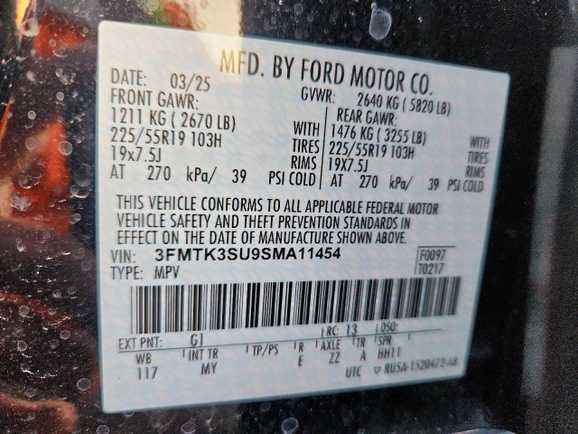 MFD. BY FORD MOTOR CO.
DATE: 03/25 GVWR: 2640 KG ( 5820 LB)
FRONT GAWR: REAR GAWR:
1211 KG ( 2670 LB) WITH 1476 KG ( 3255 LB) WITH
225/55R19 103H TIRES 225/55R19 103H TIRES
19x7.5J RIMS 19x7.5J RIMS
AT 270 kPa/ 39 PSI COLD AT 270 kPa/ 39 PSI COLD
THIS VEHICLE CONFORMS TO ALL APPLICABLE FEDERAL MOTOR
VEHICLE SAFETY AND THEFT PREVENTION STANDARDS IN
EFFECT ON THE DATE OF MANUFACTURE SHOWN ABOVE.
VIN: 3FMTK3SU9SMA11454 F0097
TYPE: MPV T0217
EXT PNT: G1 RC: 13 DSO:
WB INT TR TP/PS R AXLE TR SPR
117 MY E ZZ A HH11
UTC RUSA-1520472-AB